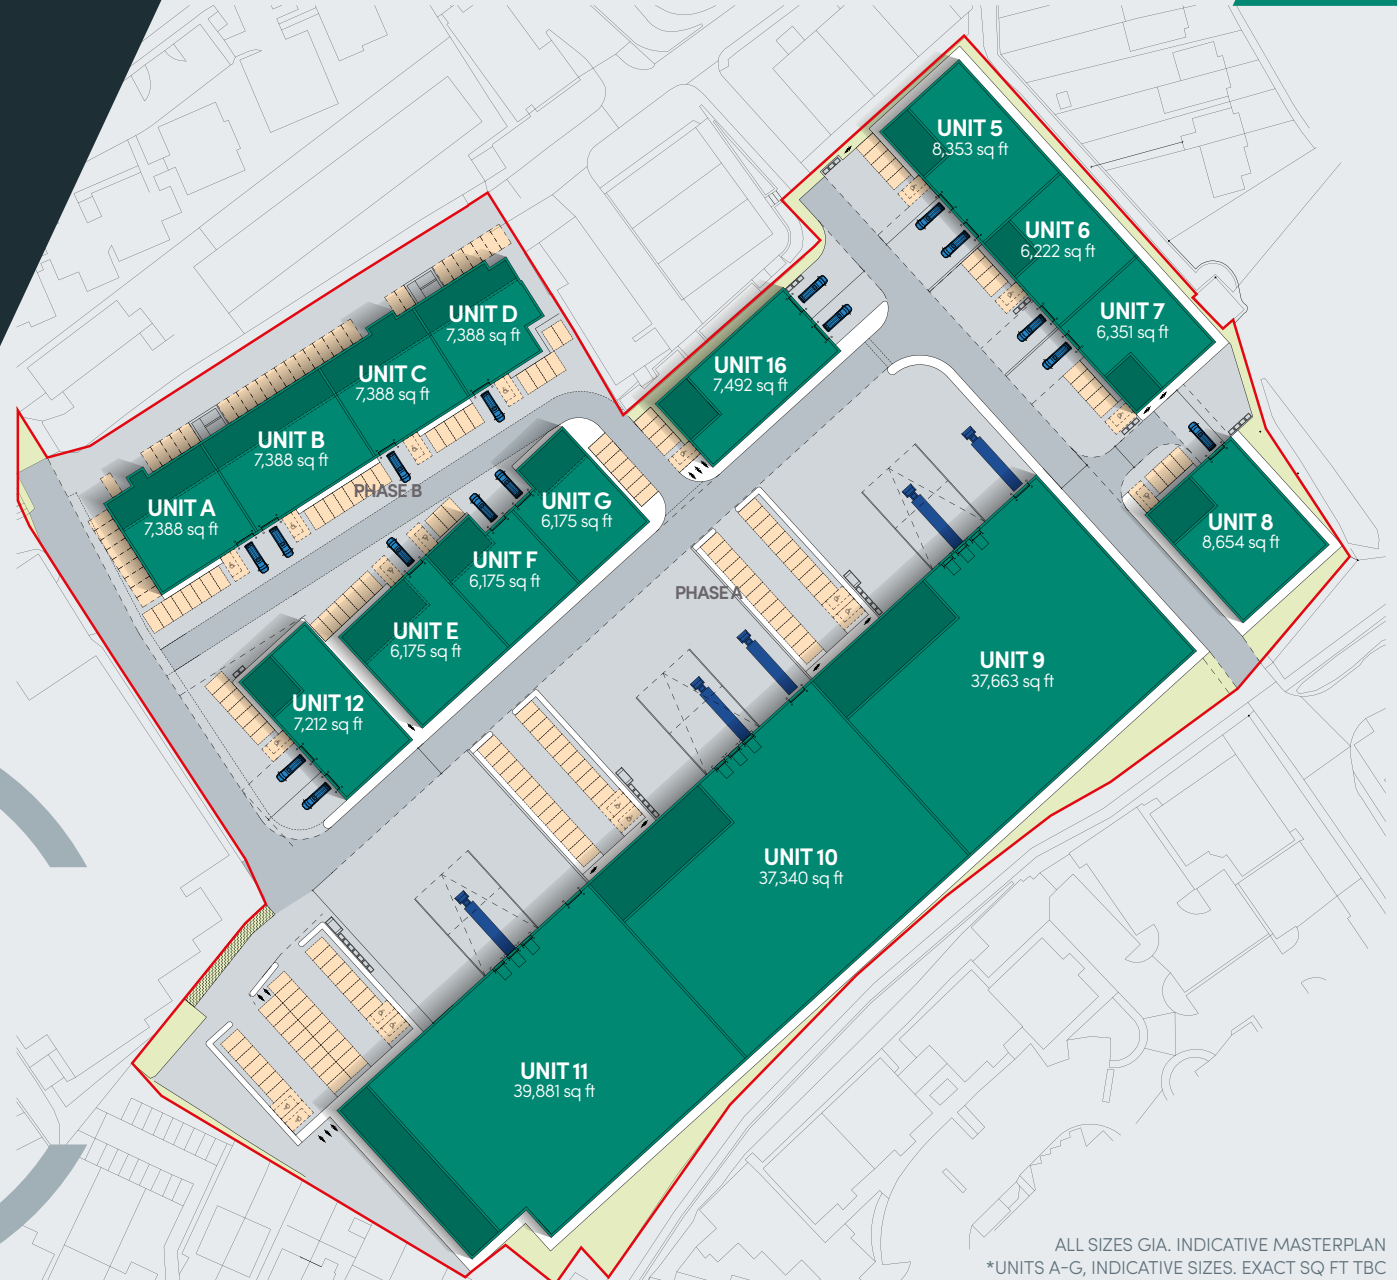 UNIT 5
8,353 sq ft
UNIT 6
6,222 sq ft
UNIT 7
6,351 sq ft
UNIT D
7,388 sq ft
UNIT C
7,388 sq ft
UNIT 16
7,492 sq ft
UNIT B
7,388 sq ft
UNIT A
7,388 sq ft
PHASE B
UNIT G
6,175 sq ft
UNIT 8
8,654 sq ft
UNIT F
6,175 sq ft
PHASE A
UNIT E
6,175 sq ft
UNIT 9
37,663 sq ft
UNIT 12
7,212 sq ft
UNIT 10
37,340 sq ft
UNIT 11
39,881 sq ft
ALL SIZES GIA. INDICATIVE MASTERPLAN
*UNITS A-G, INDICATIVE SIZES. EXACT SQ FT TBC